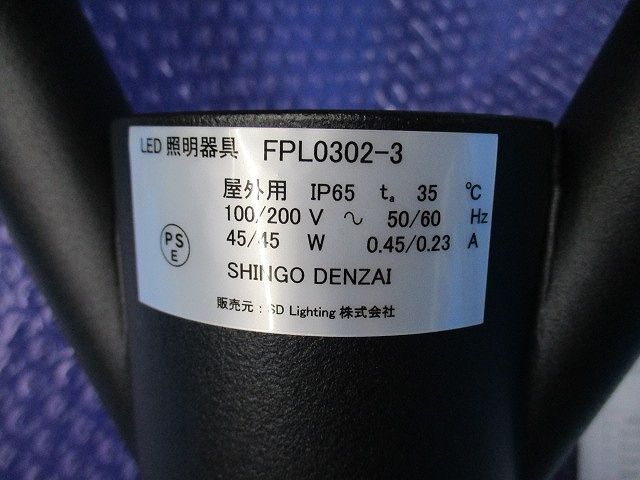 LED 照明器具 FPL0302-3
屋外用 IP65 ta 35 ℃
100/200 V ～ 50/60 Hz
45/45 W 0.45/0.23 A
PS
E
SHINGO DENZAI
販売元：SD Lighting 株式会社